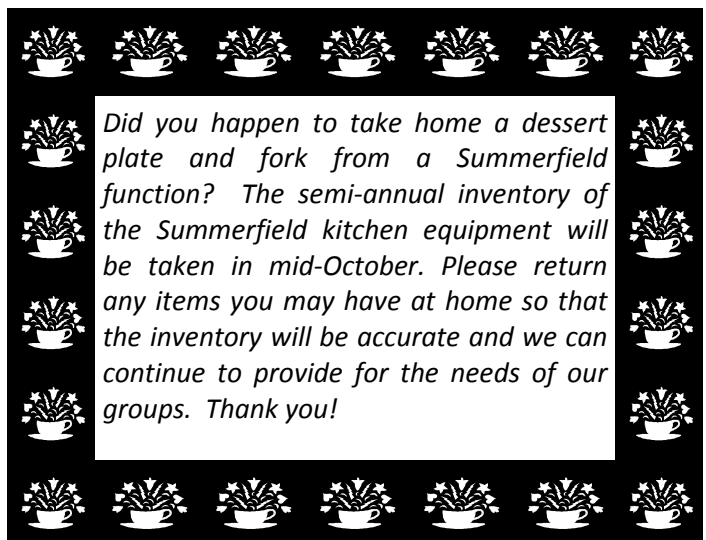 Did you happen to take home a dessert
plate and fork from a Summerfield
function?  The semi-annual inventory of
the Summerfield kitchen equipment will
be taken in mid-October. Please return
any items you may have at home so that
the inventory will be accurate and we can
continue to provide for the needs of our
groups.  Thank you!